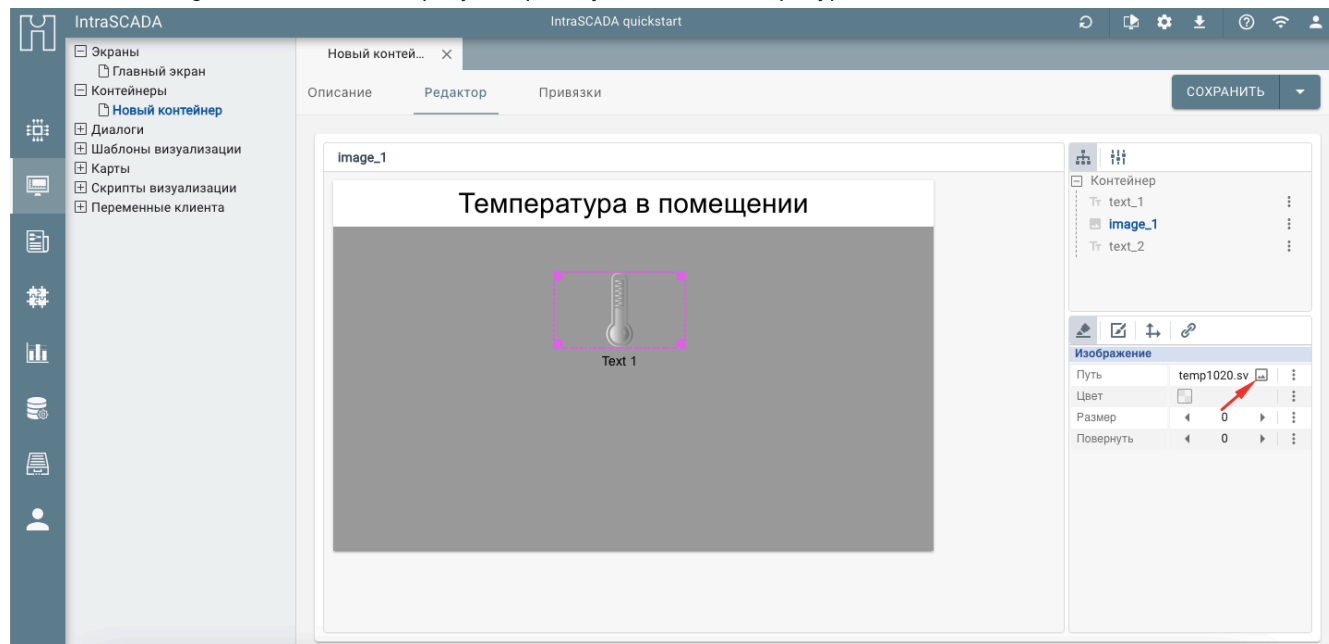 IntraSCADA
IntraSCADA quickstart
Экраны
Главный экран
Контейнеры
Новый контейнер
Диалоги
Шаблоны визуализации
Карты
Скрипты визуализации
Переменные клиента
Новый контей...
Описание
Редактор
Привязки
СОХРАНИТЬ
image_1
Температура в помещении
Text 1
Контейнер
Тт text_1
image_1
Тт text_2
Изображение
Путь temp1020.sv
Цвет
Размер 0
Повернуть 0